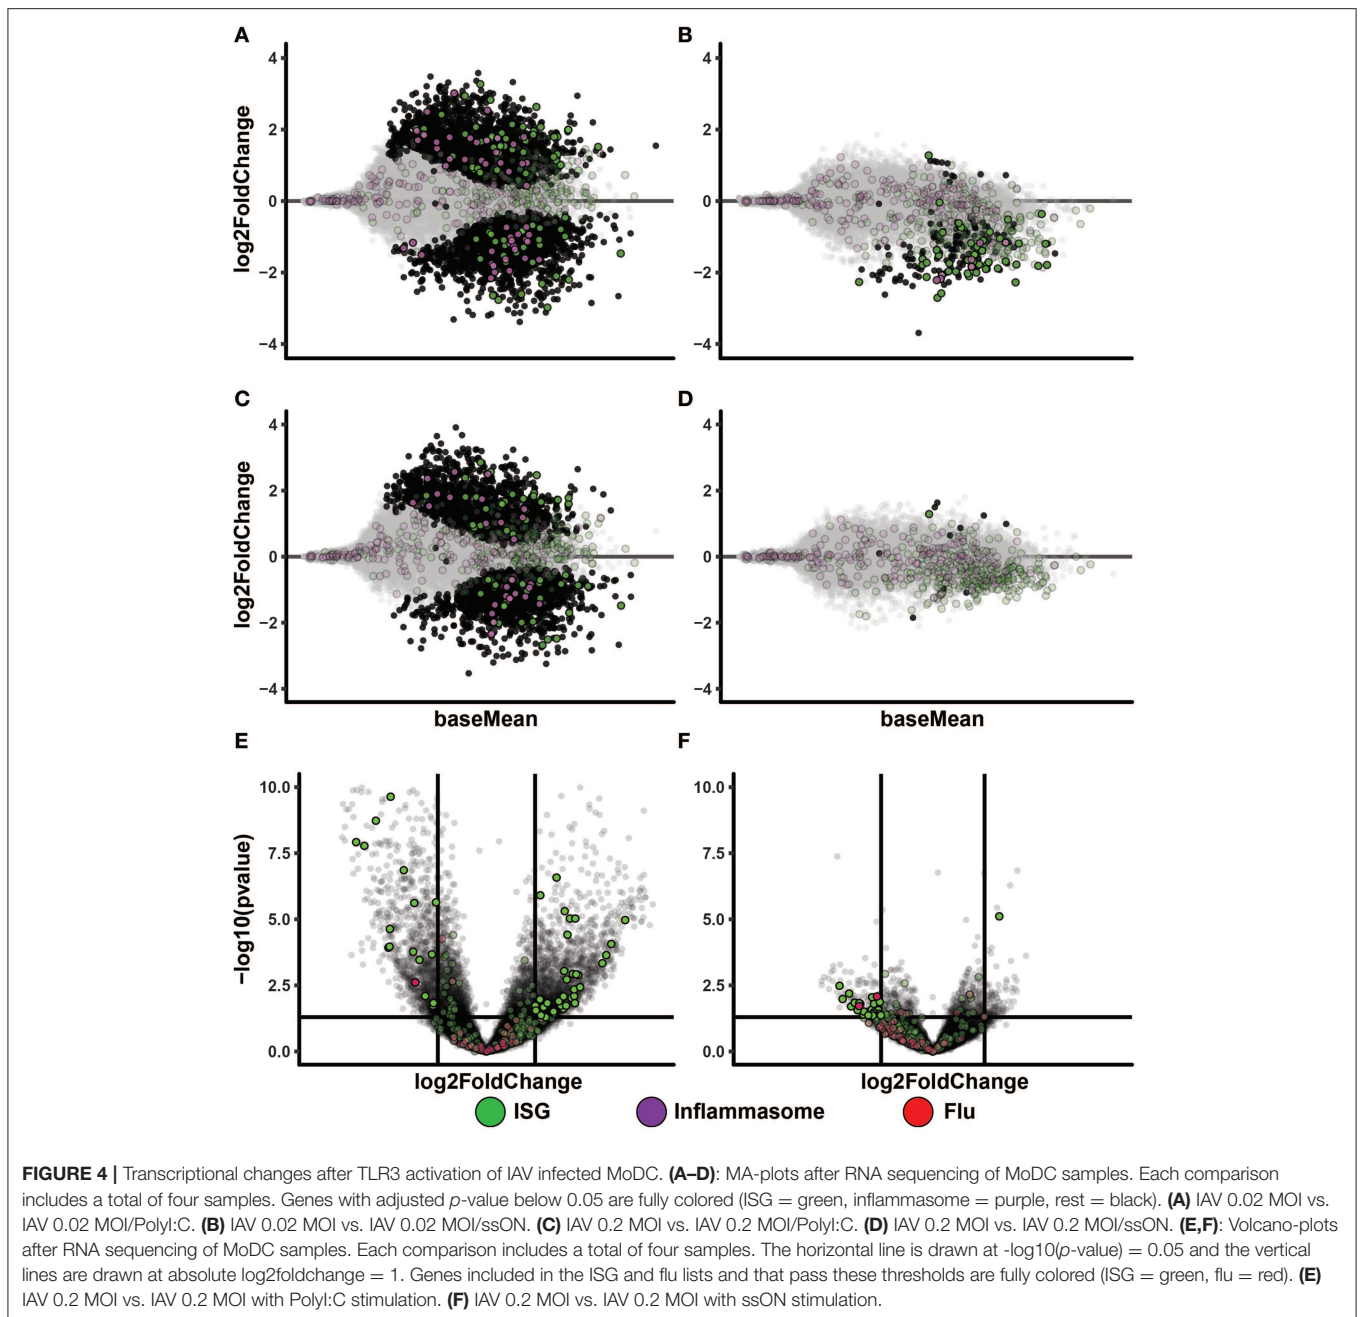 A
B
4
2
0
−2
−4
log2FoldChange
4
2
0
−2
−4
C
D
4
2
0
−2
−4
log2FoldChange
baseMean
4
2
0
−2
−4
baseMean
E
F
10.0
7.5
5.0
2.5
0.0
−log10(pvalue)
log2FoldChange
10.0
7.5
5.0
2.5
0.0
log2FoldChange
ISG
Inflammasome
Flu
FIGURE 4 | Transcriptional changes after TLR3 activation of IAV infected MoDC. (A–D): MA-plots after RNA sequencing of MoDC samples. Each comparison
includes a total of four samples. Genes with adjusted p-value below 0.05 are fully colored (ISG = green, inflammasome = purple, rest = black). (A) IAV 0.02 MOI vs.
IAV 0.02 MOI/PolyI:C. (B) IAV 0.02 MOI vs. IAV 0.02 MOI/ssON. (C) IAV 0.2 MOI vs. IAV 0.2 MOI/PolyI:C. (D) IAV 0.2 MOI vs. IAV 0.2 MOI/ssON. (E,F): Volcano-plots
after RNA sequencing of MoDC samples. Each comparison includes a total of four samples. The horizontal line is drawn at -log10(p-value) = 0.05 and the vertical
lines are drawn at absolute log2foldchange = 1. Genes included in the ISG and flu lists and that pass these thresholds are fully colored (ISG = green, flu = red). (E)
IAV 0.2 MOI vs. IAV 0.2 MOI with PolyI:C stimulation. (F) IAV 0.2 MOI vs. IAV 0.2 MOI with ssON stimulation.